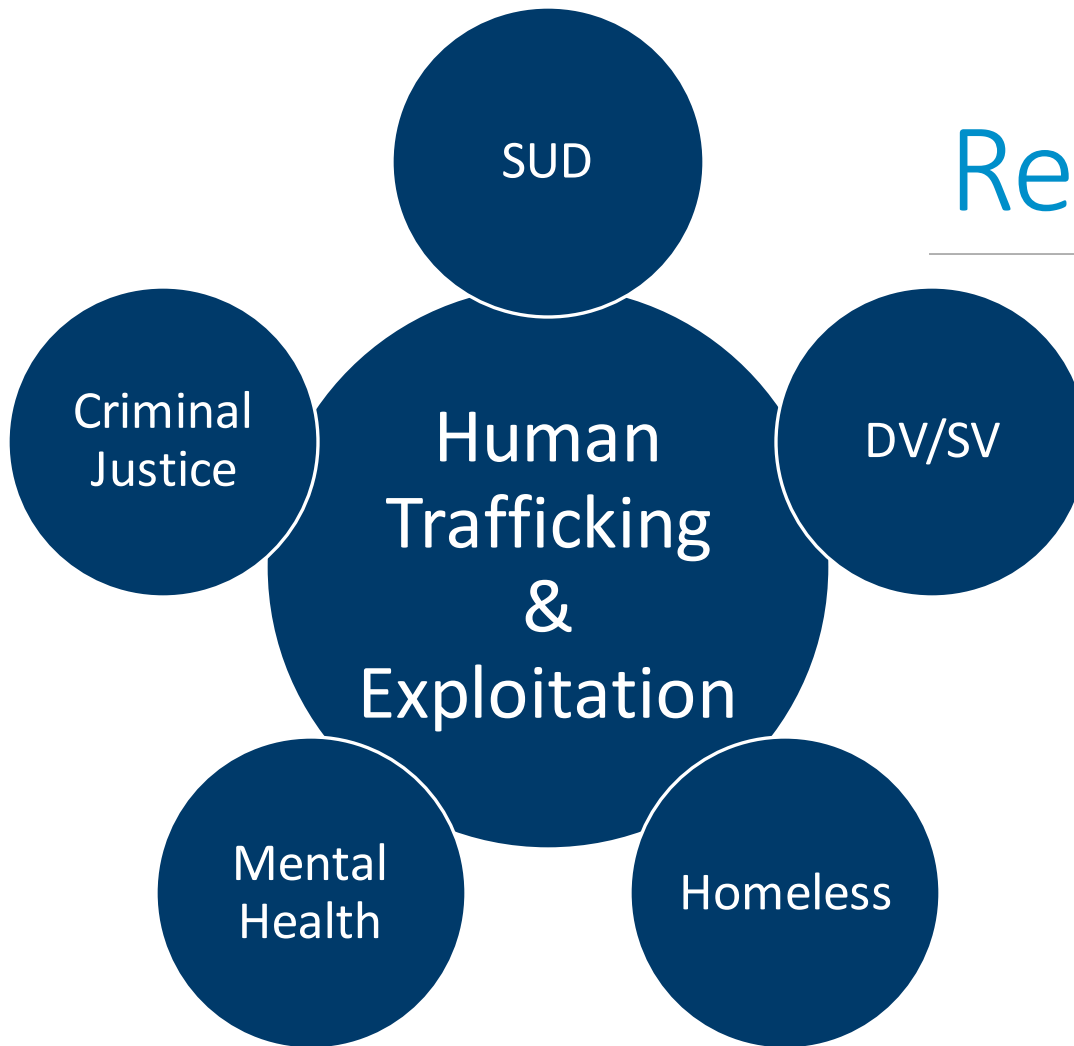 SUD
Re
Criminal
Justice
Human
Trafficking
&
Exploitation
DV/SV
Mental
Health
Homeless